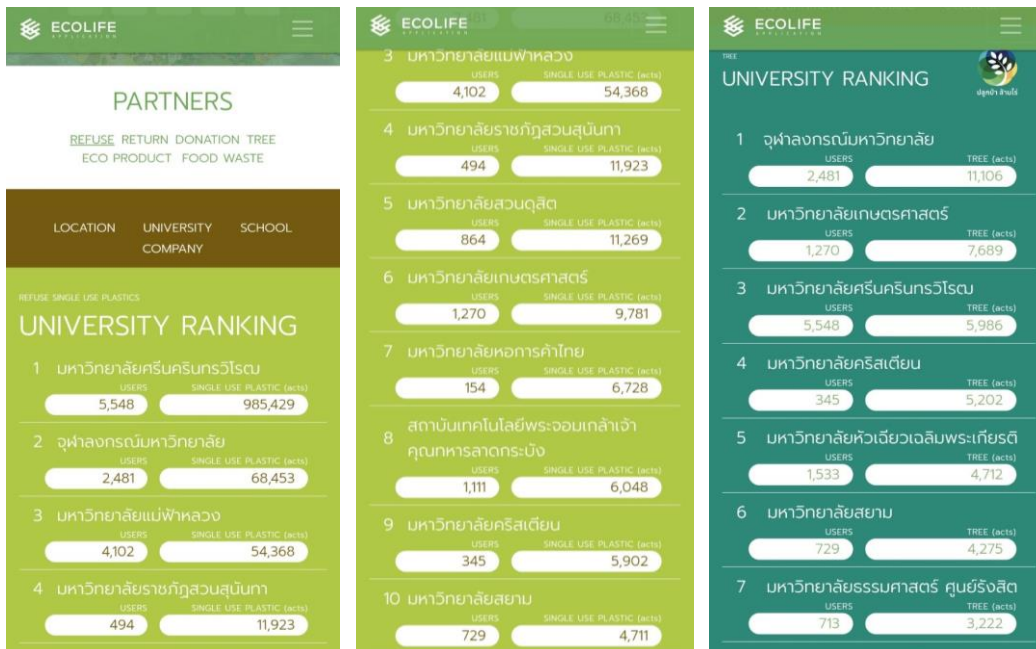 ECOLIFE
APPLICATION
PARTNERS
REFUSE RETURN DONATION TREE
ECO PRODUCT FOOD WASTE
LOCATION UNIVERSITY SCHOOL
COMPANY
REFUSE SINGLE USE PLASTICS
UNIVERSITY RANKING
1 มหาวิทยาลัยศรีนครินทรวิโรฒ
USERS SINGLE USE PLASTIC (acts)
5,548 985,429
2 จุฬาลงกรณ์มหาวิทยาลัย
USERS SINGLE USE PLASTIC (acts)
2,481 68,453
3 มหาวิทยาลัยแม่ฟ้าหลวง
USERS SINGLE USE PLASTIC (acts)
4,102 54,368
4 มหาวิทยาลัยราชภัฏสวนสุนันทา
USERS SINGLE USE PLASTIC (acts)
494 11,923
ECOLIFE
APPLICATION
2,481 68,453
3 มหาวิทยาลัยแม่ฟ้าหลวง
USERS SINGLE USE PLASTIC (acts)
4,102 54,368
4 มหาวิทยาลัยราชภัฏสวนสุนันทา
USERS SINGLE USE PLASTIC (acts)
494 11,923
5 มหาวิทยาลัยสวนดุสิต
USERS SINGLE USE PLASTIC (acts)
864 11,269
6 มหาวิทยาลัยเกษตรศาสตร์
USERS SINGLE USE PLASTIC (acts)
1,270 9,781
7 มหาวิทยาลัยหอการค้าไทย
USERS SINGLE USE PLASTIC (acts)
154 6,728
8 สถาบันเทคโนโลยีพระจอมเกล้าเจ้า
คุณทหารลาดกระบัง
USERS SINGLE USE PLASTIC (acts)
1,111 6,048
9 มหาวิทยาลัยคริสเตียน
USERS SINGLE USE PLASTIC (acts)
345 5,902
10 มหาวิทยาลัยสยาม
USERS SINGLE USE PLASTIC (acts)
729 4,711
ECOLIFE
APPLICATION
TREE
UNIVERSITY RANKING
ปลูกป่า ล้านไร่
1 จุฬาลงกรณ์มหาวิทยาลัย
USERS TREE (acts)
2,481 11,106
2 มหาวิทยาลัยเกษตรศาสตร์
USERS TREE (acts)
1,270 7,689
3 มหาวิทยาลัยศรีนครินทรวิโรฒ
USERS TREE (acts)
5,548 5,986
4 มหาวิทยาลัยคริสเตียน
USERS TREE (acts)
345 5,202
5 มหาวิทยาลัยหัวเฉียวเฉลิมพระเกียรติ
USERS TREE (acts)
1,533 4,712
6 มหาวิทยาลัยสยาม
USERS TREE (acts)
729 4,275
7 มหาวิทยาลัยธรรมศาสตร์ ศูนย์รังสิต
USERS TREE (acts)
713 3,222